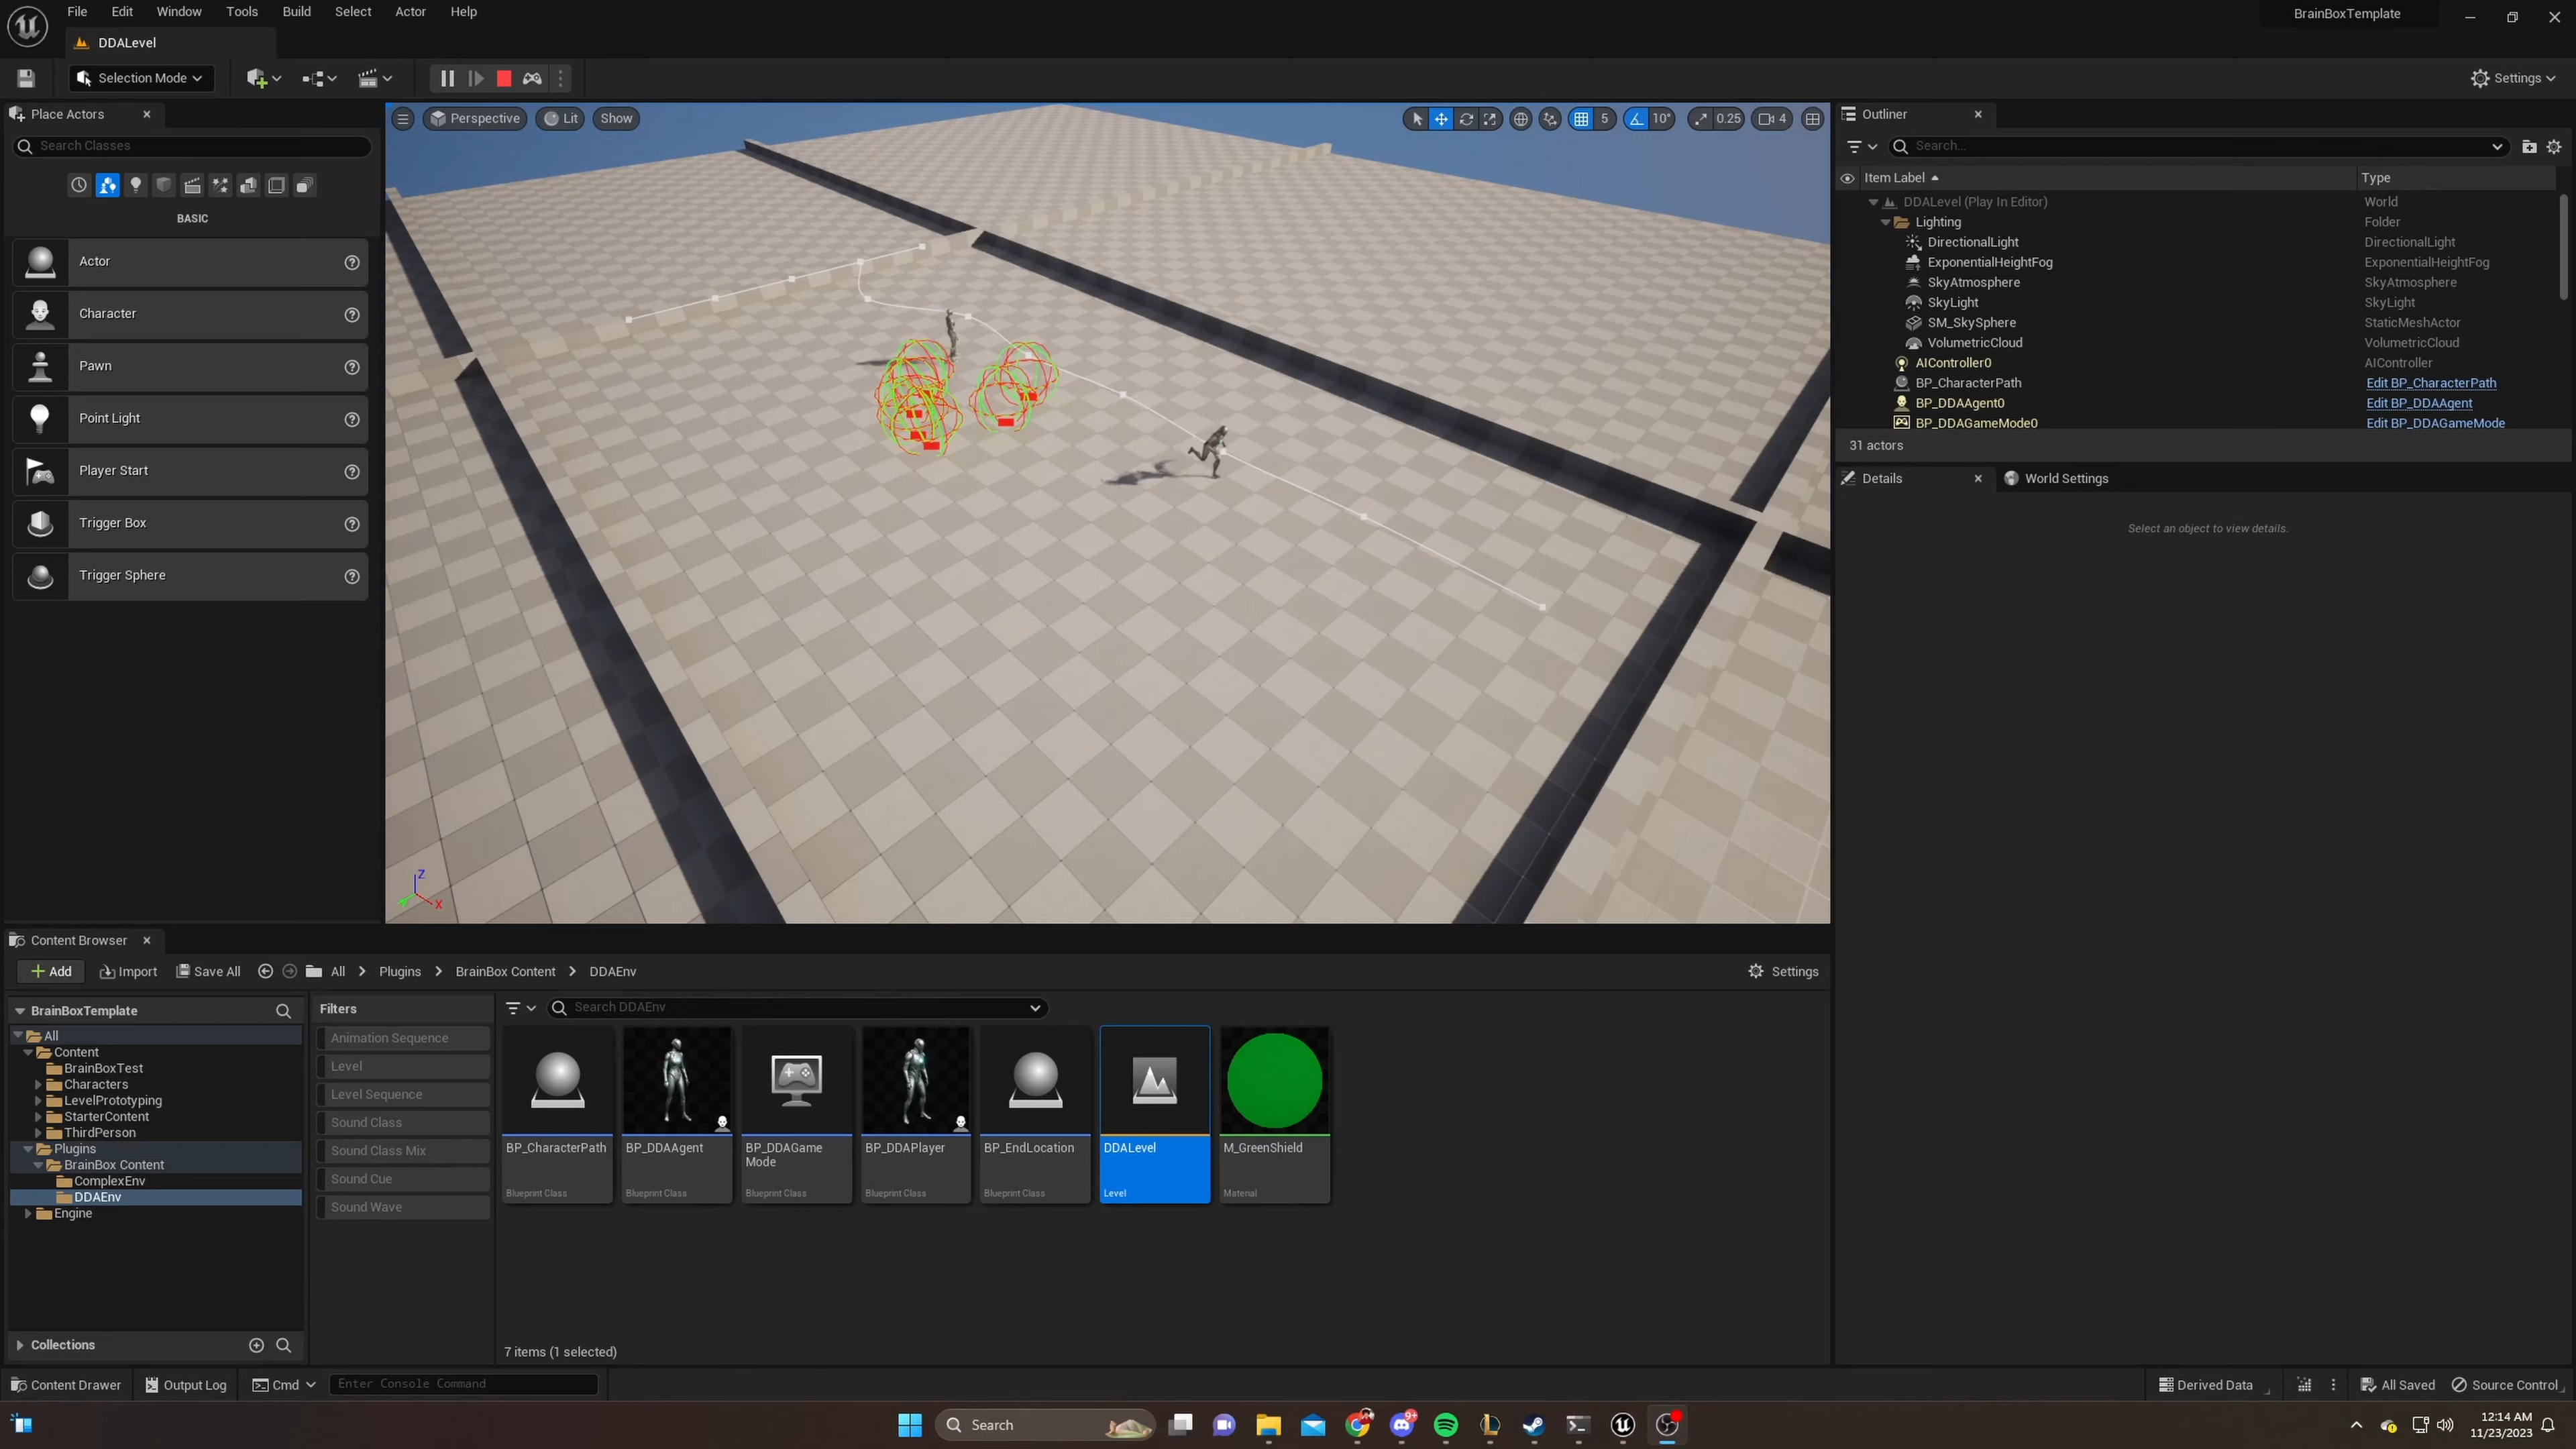 File Edit Window Tools Build Select Actor Help
BrainBoxTemplate
DDALevel
Selection Mode
Settings
Place Actors
Search Classes
BASIC
Actor
Character
Pawn
Point Light
Player Start
Trigger Box
Trigger Sphere
Perspective Lit Show
5 10° 0.25 4
Z
X
Outliner
Search...
Item Label Type
DDALevel (Play In Editor) World
Lighting Folder
DirectionalLight DirectionalLight
ExponentialHeightFog ExponentialHeightFog
SkyAtmosphere SkyAtmosphere
SkyLight SkyLight
SM_SkySphere StaticMeshActor
VolumetricCloud VolumetricCloud
AIController0 AIController
BP_CharacterPath Edit BP_CharacterPath
BP_DDAAgent0 Edit BP_DDAAgent
BP_DDAGameMode0 Edit BP_DDAGameMode
31 actors
Details World Settings
Select an object to view details.
Content Browser
Add Import Save All All Plugins BrainBox Content DDAEnv Settings
BrainBoxTemplate
All
Content
BrainBoxTest
Characters
LevelPrototyping
StarterContent
ThirdPerson
Plugins
BrainBox Content
ComplexEnv
DDAEnv
Engine
Collections
Filters
Animation Sequence
Level
Level Sequence
Sound Class
Sound Class Mix
Sound Cue
Sound Wave
Search DDAEnv
BP_CharacterPath
Blueprint Class
BP_DDAAgent
Blueprint Class
BP_DDAGame
Mode
Blueprint Class
BP_DDAPlayer
Blueprint Class
BP_EndLocation
Blueprint Class
DDALevel
Level
M_GreenShield
Material
7 items (1 selected)
Content Drawer Output Log Cmd Enter Console Command Derived Data All Saved Source Control
Search
9+
12:14 AM
11/23/2023